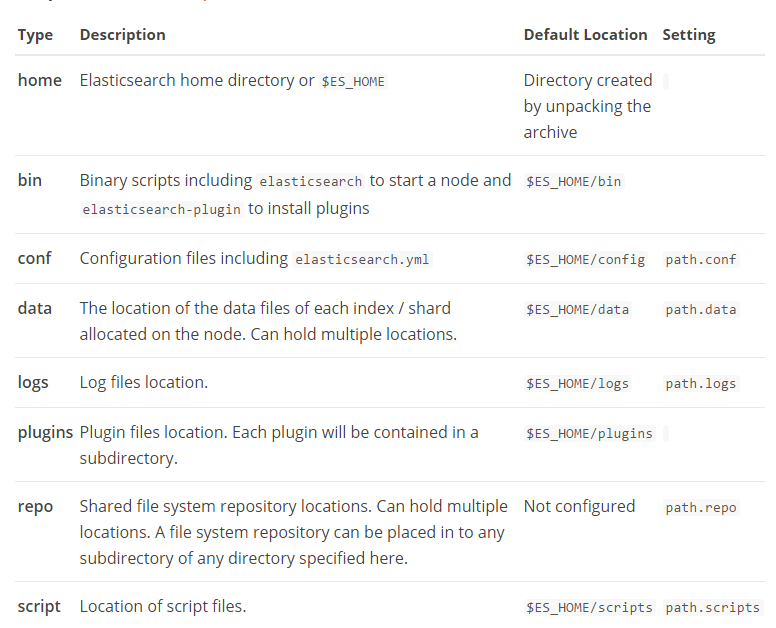 Type Description Default Location Setting
home Elasticsearch home directory or $ES_HOME Directory created
by unpacking the
archive
bin Binary scripts including elasticsearch to start a node and $ES_HOME/bin
elasticsearch-plugin to install plugins
conf Configuration files including elasticsearch.yml $ES_HOME/config path.conf
data The location of the data files of each index / shard $ES_HOME/data path.data
allocated on the node. Can hold multiple locations.
logs Log files location. $ES_HOME/logs path.logs
plugins Plugin files location. Each plugin will be contained in a $ES_HOME/plugins
subdirectory.
repo Shared file system repository locations. Can hold multiple Not configured path.repo
locations. A file system repository can be placed in to any
subdirectory of any directory specified here.
script Location of script files. $ES_HOME/scripts path.scripts